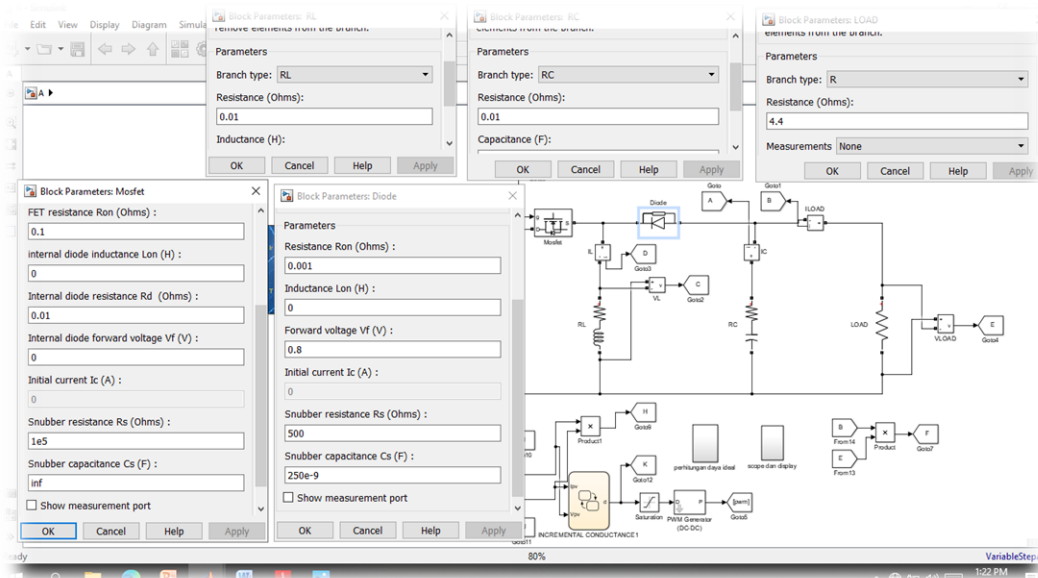 Edit View Display Diagram Simula
A
Block Parameters: RL
remove elements from the branch.
Parameters
Branch type: RL
Resistance (Ohms):
0.01
Inductance (H):
OK Cancel Help Apply
Block Parameters: RC
elements from the branch.
Parameters
Branch type: RC
Resistance (Ohms):
0.01
Capacitance (F):
OK Cancel Help Apply
Block Parameters: LOAD
elements from the branch.
Parameters
Branch type: R
Resistance (Ohms):
4.4
Measurements None
OK Cancel Help Apply
Block Parameters: Mosfet
FET resistance Ron (Ohms) :
0.1
internal diode inductance Lon (H) :
0
Internal diode resistance Rd (Ohms) :
0.01
Internal diode forward voltage Vf (V) :
0
Initial current Ic (A) :
0
Snubber resistance Rs (Ohms) :
1e5
Snubber capacitance Cs (F) :
inf
Show measurement port
OK Cancel Help Apply
Block Parameters: Diode
Parameters
Resistance Ron (Ohms) :
0.001
Inductance Lon (H) :
0
Forward voltage Vf (V) :
0.8
Initial current Ic (A) :
0
Snubber resistance Rs (Ohms) :
500
Snubber capacitance Cs (F) :
250e-9
Show measurement port
OK Cancel Help Apply
Goto Goto1
A B
Diode ILOAD
g
Mosfet
IL D IC
Goto3
VL C
Goto2
RL RC LOAD
VLOAD E
Goto4
H
Goto8
Product1
K
Goto12
Ipv
Vpv
d
INCREMENTAL CONDUCTANCE1
Saturation
D P
PWM Generator
(DC-DC)
[pwm]
Goto5
Goto11
perhitungan daya ideal
scope dan display
B
From14
E
From13
Product
F
Goto7
80%
VariableStep
1:22 PM